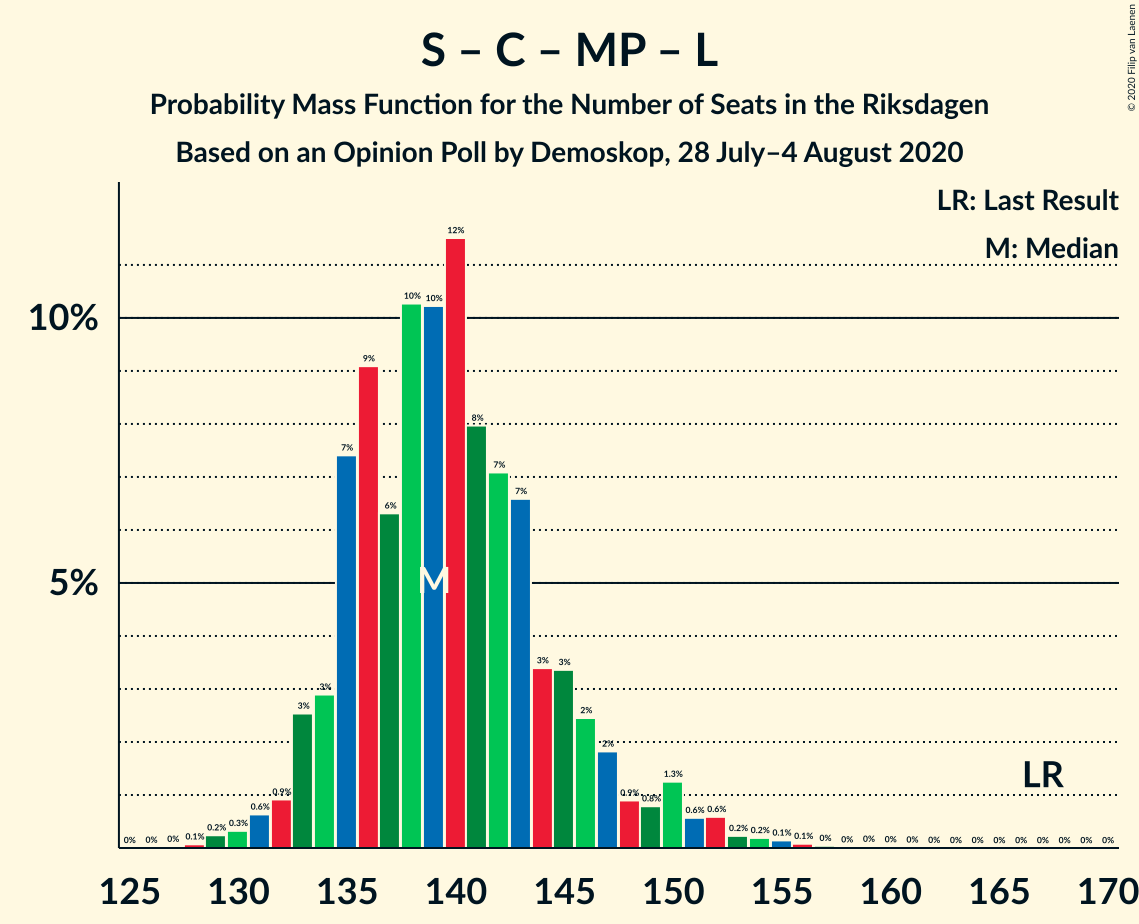 S – C – MP – L
Probability Mass Function for the Number of Seats in the Riksdagen
Based on an Opinion Poll by Demoskop, 28 July–4 August 2020
© 2020 Filip van Laenen
LR: Last Result
M: Median
10%
5%
0% 0% 0% 0.1% 0.2% 0.3% 0.6% 0.9% 3% 3% 7% 9% 6% 10% 10% 12% 8% 7% 7% 3% 3% 2% 2% 0.9% 0.8% 1.3% 0.6% 0.6% 0.2% 0.2% 0.1% 0.1% 0% 0% 0% 0% 0% 0% 0% 0% 0% 0% 0% 0% 0% 0%
M
LR
125 130 135 140 145 150 155 160 165 170